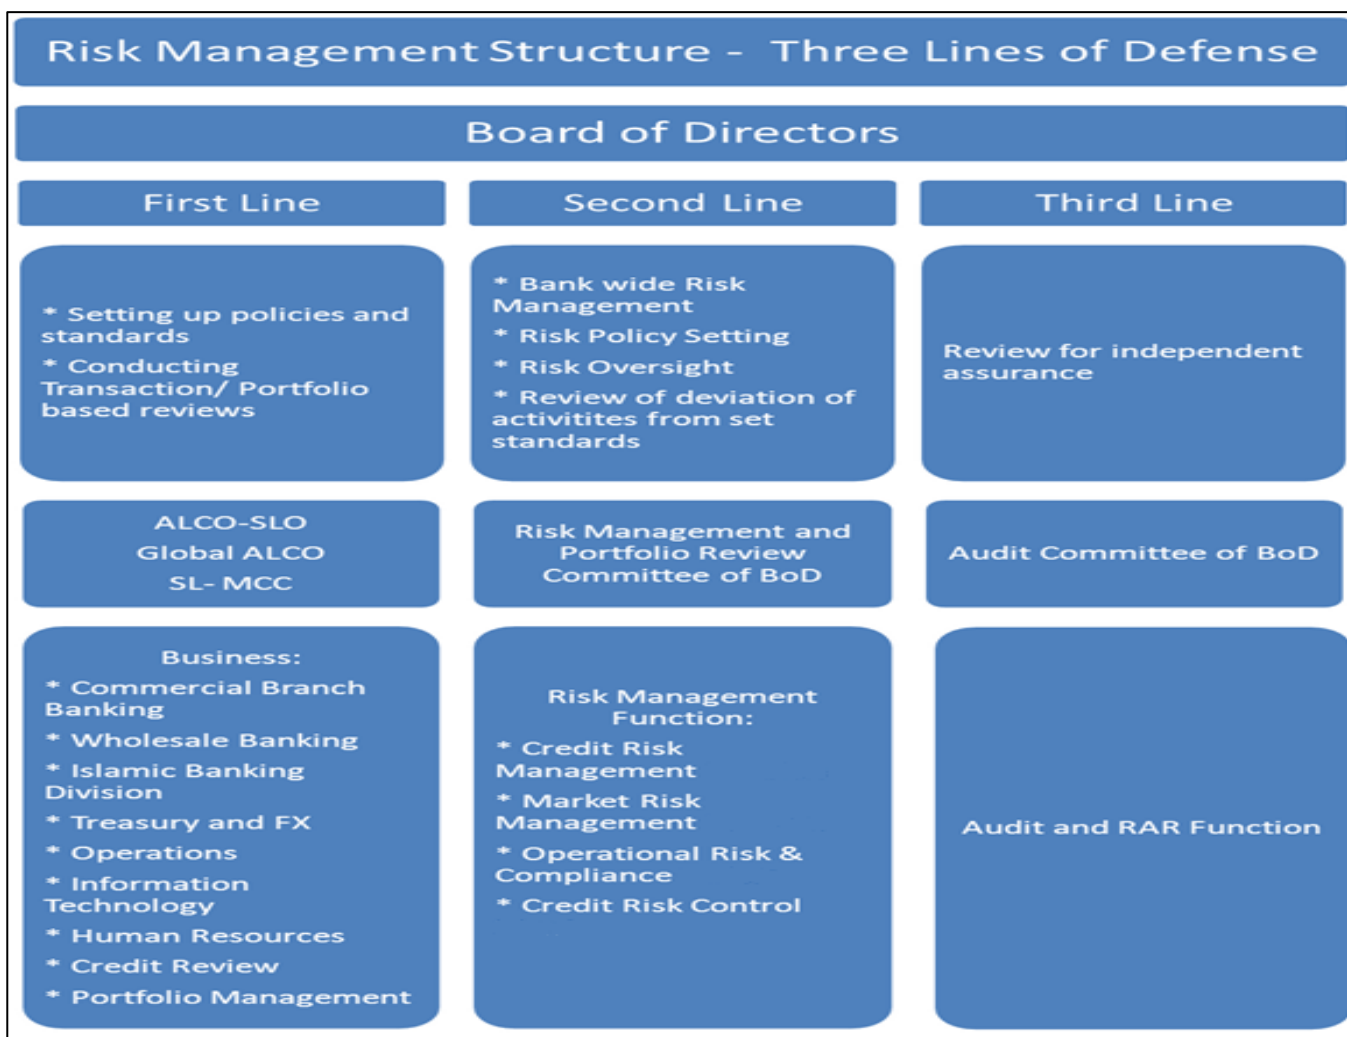 Risk Management Structure - Three Lines of Defense
Board of Directors
First Line
* Setting up policies and
standards
* Conducting
Transaction/ Portfolio
based reviews
ALCO-SLO
Global ALCO
SL- MCC
Business:
* Commercial Branch
Banking
* Wholesale Banking
* Islamic Banking
Division
* Treasury and FX
* Operations
* Information
Technology
* Human Resources
* Credit Review
* Portfolio Management
Second Line
* Bank wide Risk
Management
* Risk Policy Setting
* Risk Oversight
* Review of deviation of
activitites from set
standards
Risk Management and
Portfolio Review
Committee of BoD
Risk Management
Function:
* Credit Risk
Management
* Market Risk
Management
* Operational Risk &
Compliance
* Credit Risk Control
Third Line
Review for independent
assurance
Audit Committee of BoD
Audit and RAR Function